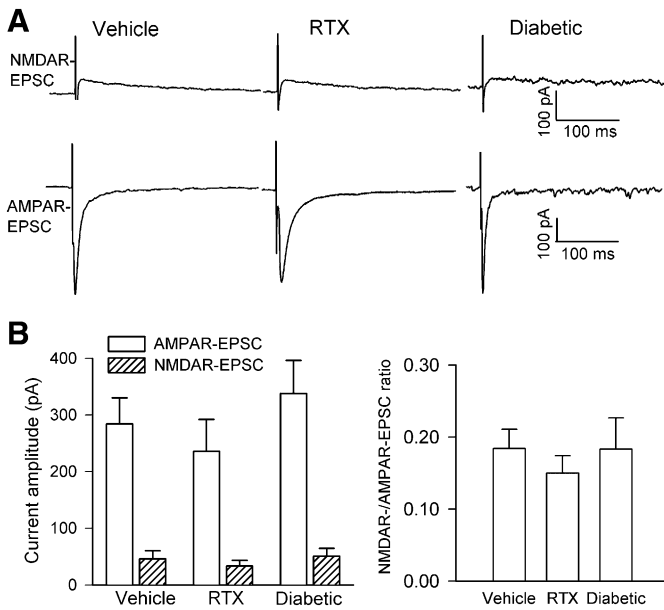 A
Vehicle
RTX
Diabetic
NMDAR-
EPSC
100 pA
100 ms
AMPAR-
EPSC
100 pA
100 ms
B
AMPAR-EPSC
NMDAR-EPSC
Current amplitude (pA)
400
300
200
100
0
Vehicle
RTX
Diabetic
NMDAR-/AMPAR-EPSC ratio
0.30
0.20
0.10
0.00
Vehicle
RTX
Diabetic